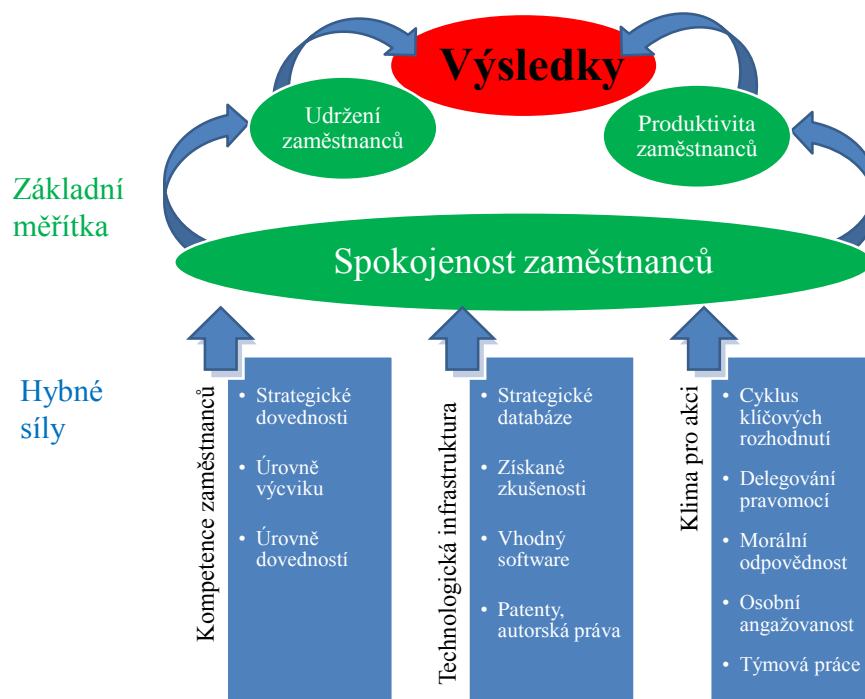 Výsledky
Udržení
zaměstnanců
Produktivita
zaměstnanců
Základní
měřítka
Spokojenost zaměstnanců
Hybné
síly
Kompetence zaměstnanců
• Strategické
dovednosti
• Úrovně
výcviku
• Úrovně
dovedností
Technologická infrastruktura
• Strategické
databáze
• Získané
zkušenosti
• Vhodný
software
• Patenty,
autorská práva
Klima pro akci
• Cyklus
klíčových
rozhodnutí
• Delegování
pravomocí
• Morální
odpovědnost
• Osobní
angažovanost
• Týmová práce